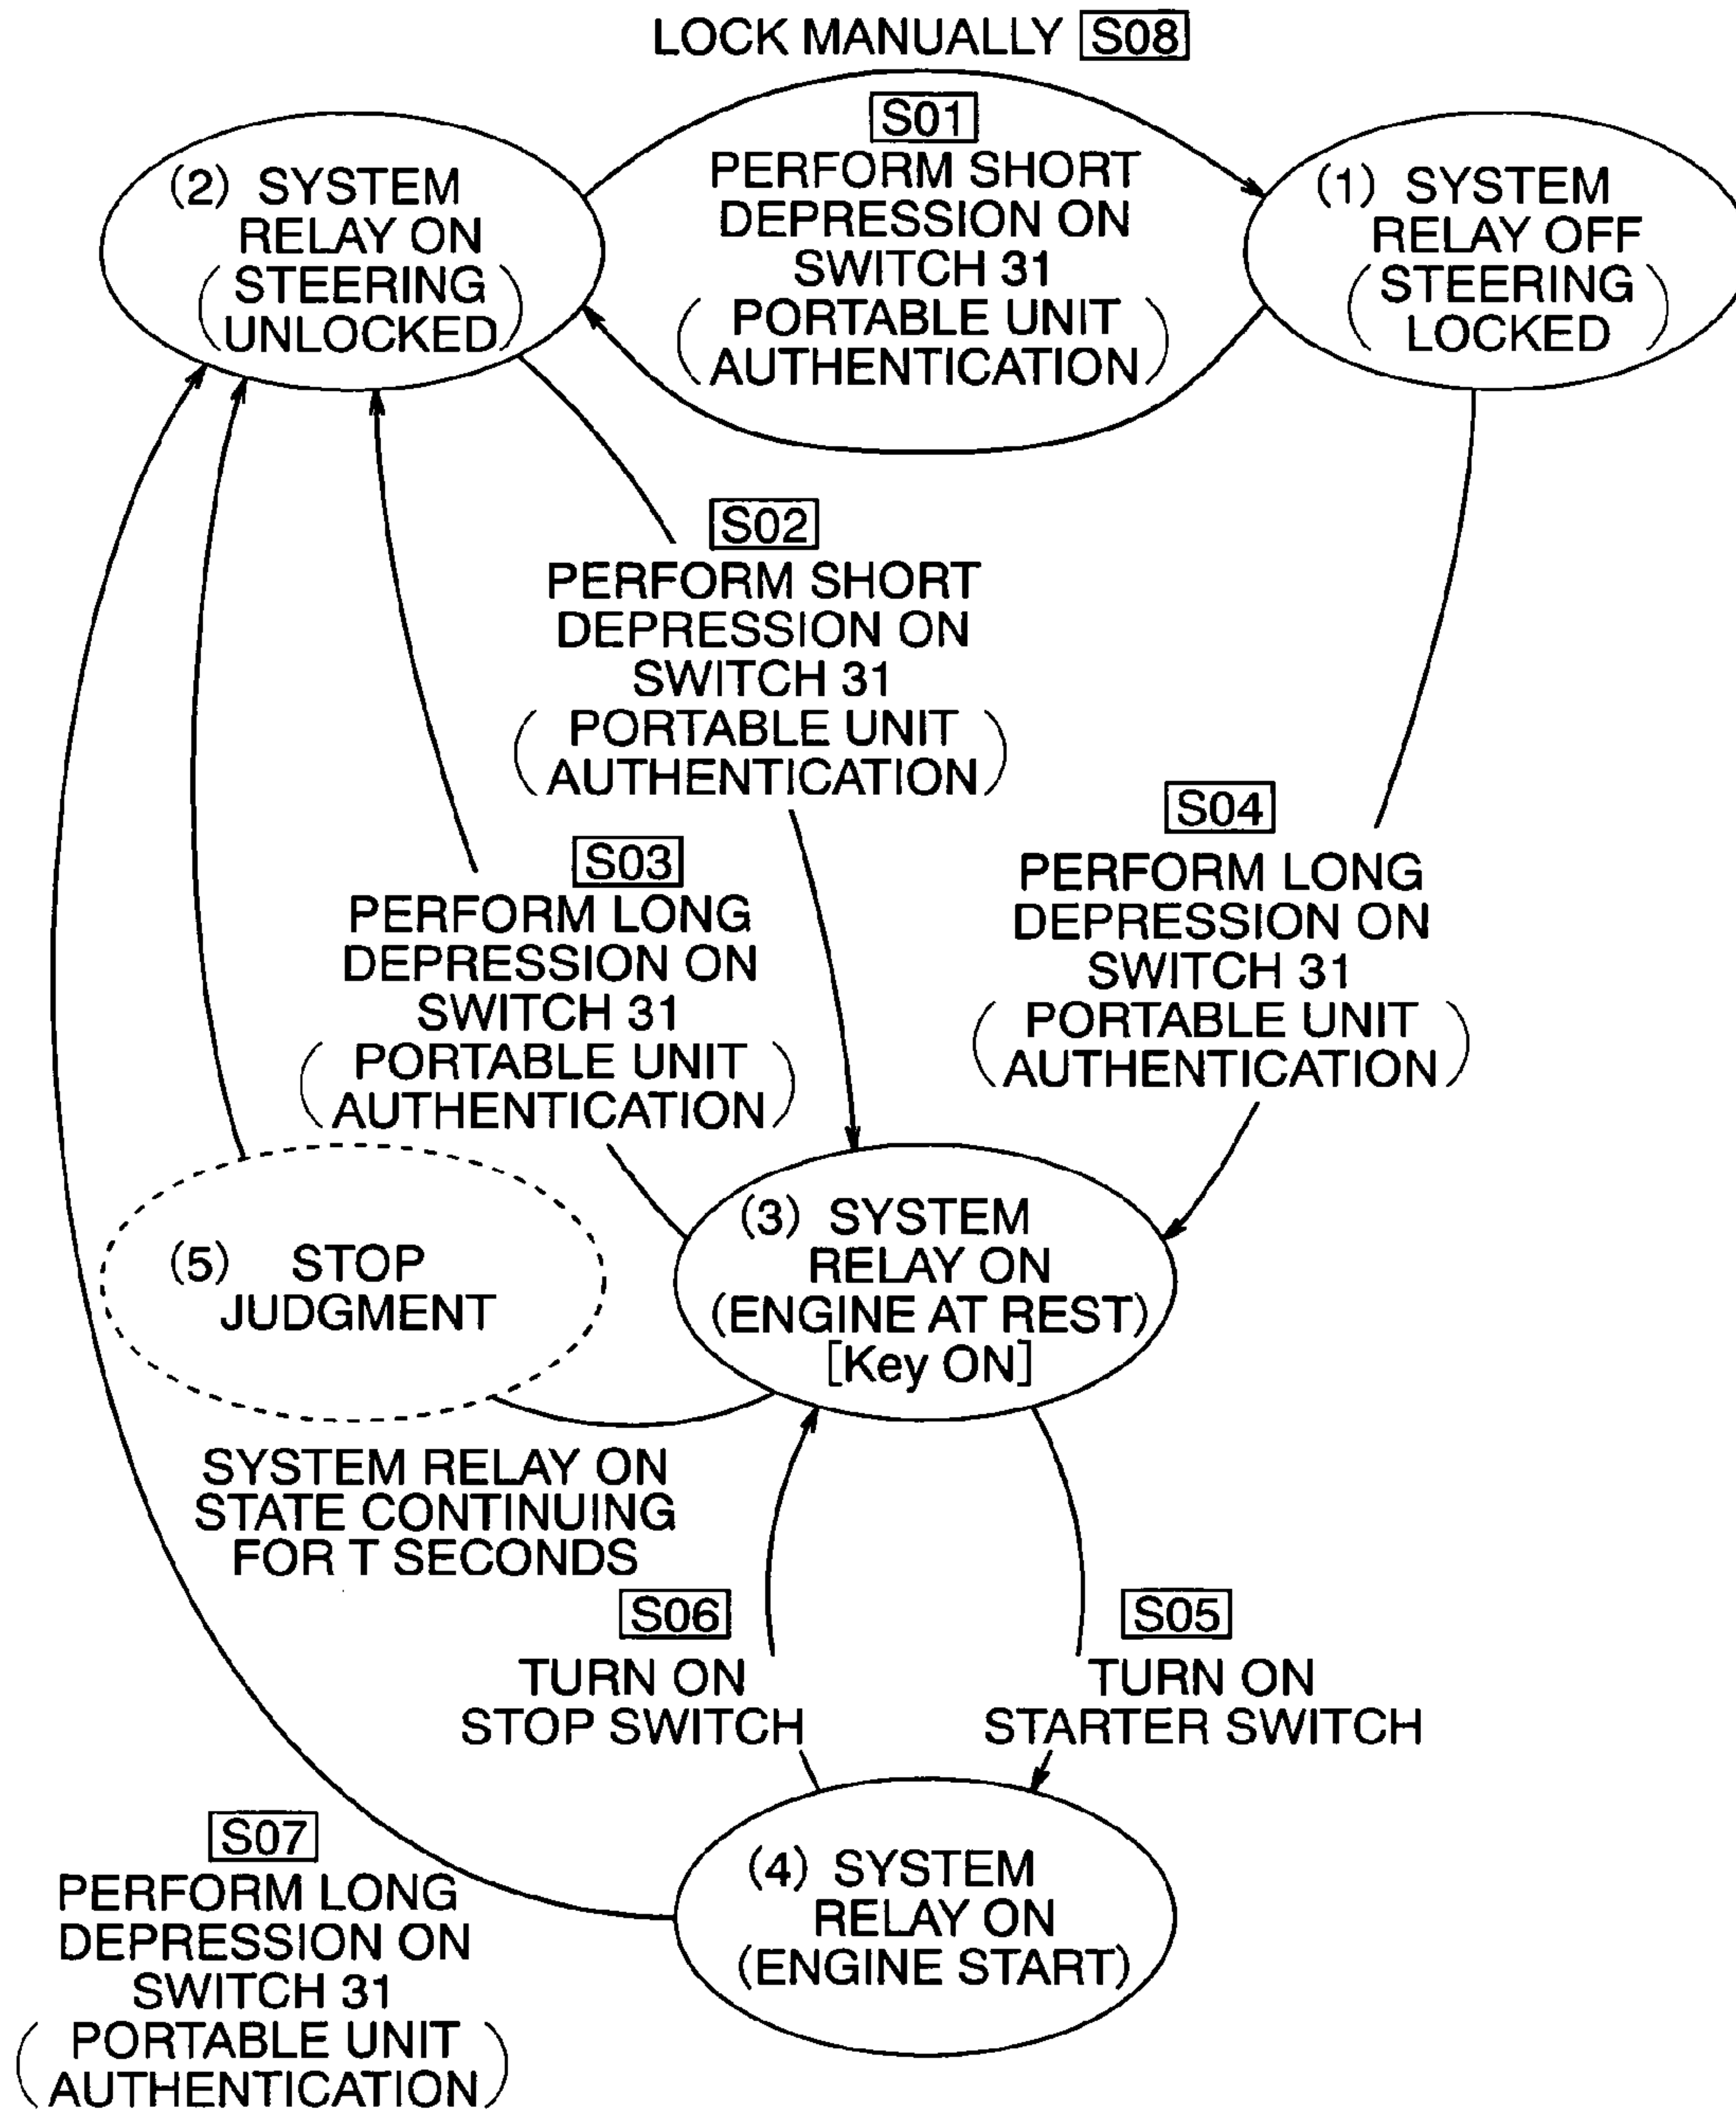 LOCK MANUALLY S08
S01
PERFORM SHORT
DEPRESSION ON
SWITCH 31
(PORTABLE UNIT
AUTHENTICATION)
(2) SYSTEM
RELAY ON
(STEERING
UNLOCKED)
(1) SYSTEM
RELAY OFF
(STEERING
LOCKED)
S02
PERFORM SHORT
DEPRESSION ON
SWITCH 31
(PORTABLE UNIT
AUTHENTICATION)
S04
PERFORM LONG
DEPRESSION ON
SWITCH 31
(PORTABLE UNIT
AUTHENTICATION)
S03
PERFORM LONG
DEPRESSION ON
SWITCH 31
(PORTABLE UNIT
AUTHENTICATION)
(5) STOP
JUDGMENT
(3) SYSTEM
RELAY ON
(ENGINE AT REST)
[Key ON]
SYSTEM RELAY ON
STATE CONTINUING
FOR T SECONDS
S06
TURN ON
STOP SWITCH
S05
TURN ON
STARTER SWITCH
S07
PERFORM LONG
DEPRESSION ON
SWITCH 31
(PORTABLE UNIT
AUTHENTICATION)
(4) SYSTEM
RELAY ON
(ENGINE START)